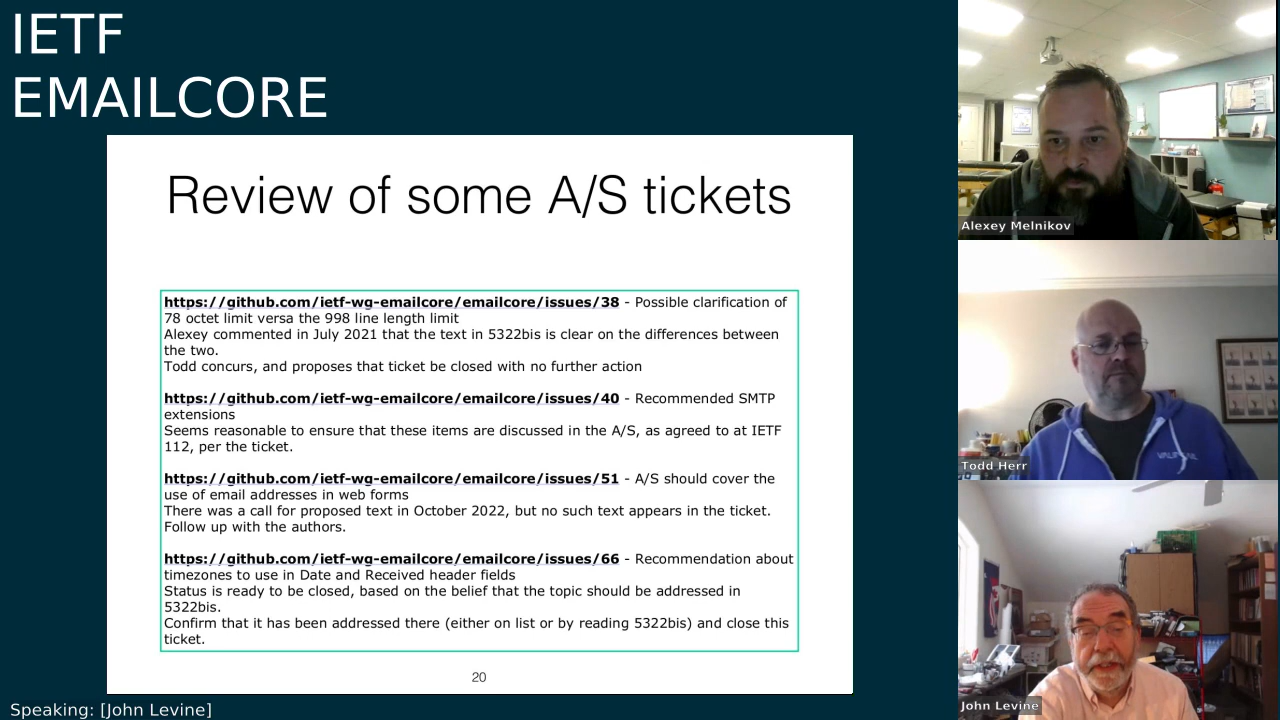 IETF
EMAILCORE
Review of some A/S tickets
https://github.com/ietf-wg-emailcore/emailcore/issues/38 - Possible clarification of
78 octet limit versa the 998 line length limit
Alexey commented in July 2021 that the text in 5322bis is clear on the differences between
the two.
Todd concurs, and proposes that ticket be closed with no further action
https://github.com/ietf-wg-emailcore/emailcore/issues/40 - Recommended SMTP
extensions
Seems reasonable to ensure that these items are discussed in the A/S, as agreed to at IETF
112, per the ticket.
https://github.com/ietf-wg-emailcore/emailcore/issues/51 - A/S should cover the
use of email addresses in web forms
There was a call for proposed text in October 2022, but no such text appears in the ticket.
Follow up with the authors.
https://github.com/ietf-wg-emailcore/emailcore/issues/66 - Recommendation about
timezones to use in Date and Received header fields
Status is ready to be closed, based on the belief that the topic should be addressed in
5322bis.
Confirm that it has been addressed there (either on list or by reading 5322bis) and close this
ticket.
20
Alexey Melnikov
Todd Herr
John Levine
Speaking: [John Levine]